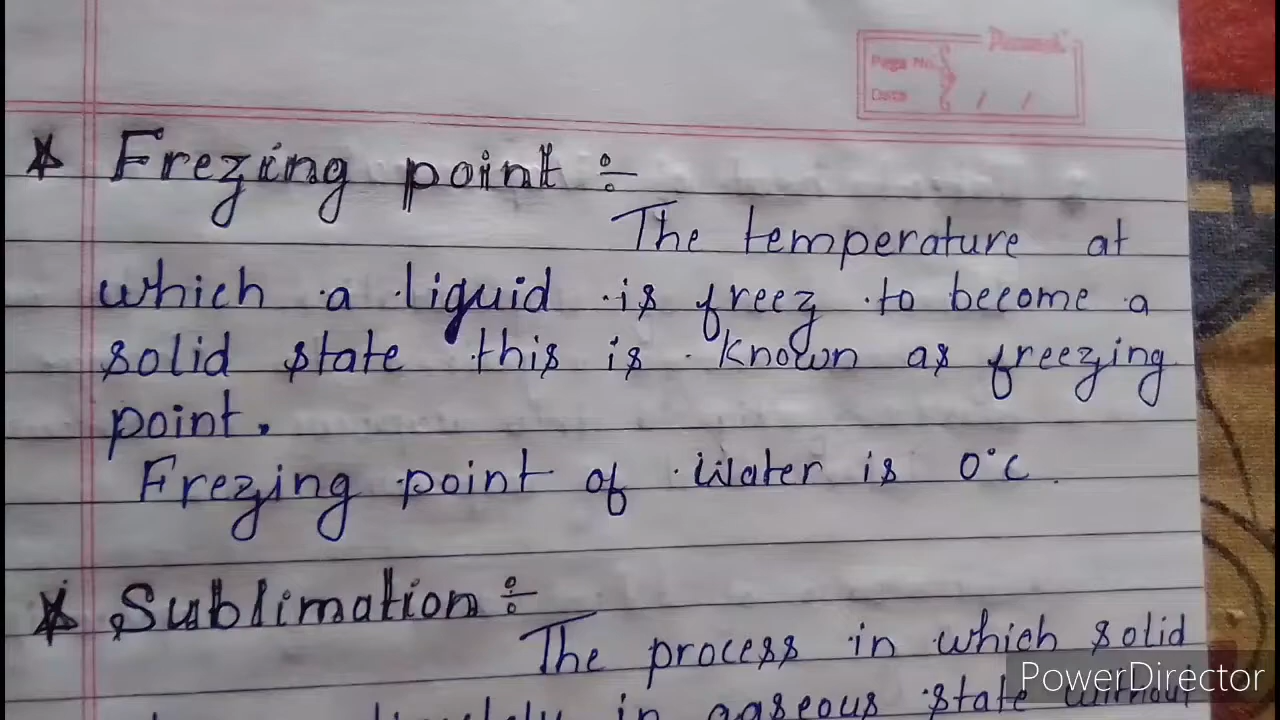 Page No.
Date / /
* Frezing point ÷
The temperature at
which a liquid is freez to become a
solid state this is known as freezing
point.
Frezing point of Water is 0°C.
* Sublimation ÷
The process in which solid
in gaseous state without
PowerDirector